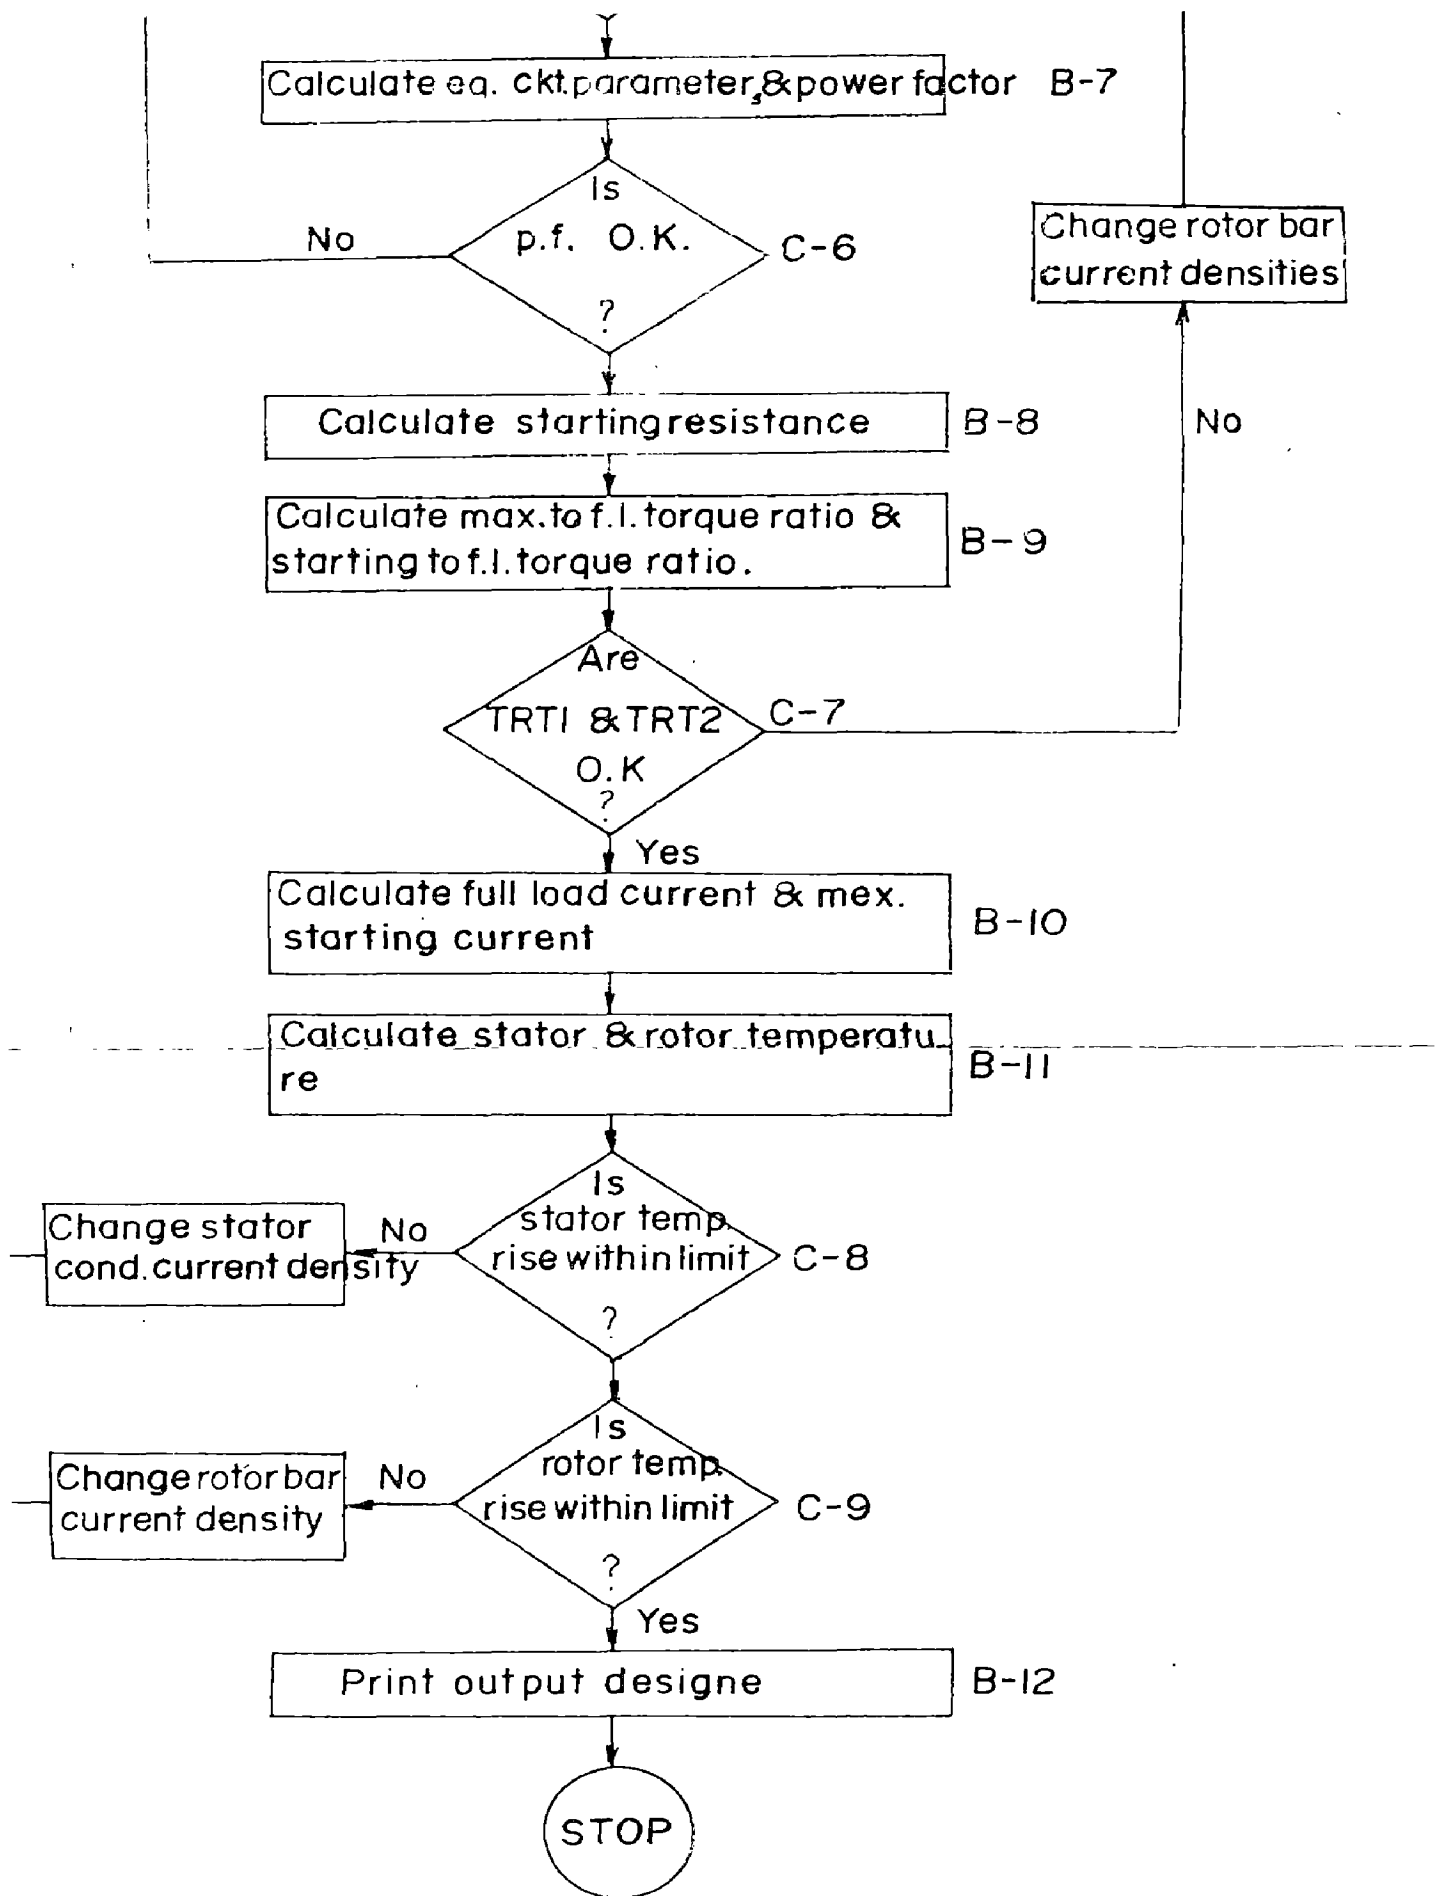 Calculate eq. ckt. parameters & power factor B-7
Is
p.f. O.K.
?
No
C-6
Change rotor bar
current densities
Calculate starting resistance B-8
No
Calculate max. to f.l. torque ratio &
starting to f.l. torque ratio.
B-9
Are
TRT1 & TRT2
O.K
?
C-7
Yes
Calculate full load current & mex.
starting current
B-10
Calculate stator & rotor temperatu_
re
B-11
Is
stator temp.
rise within limit
?
C-8
No
Change stator
cond. current density
Is
rotor temp.
rise within limit
?
C-9
No
Change rotor bar
current density
Yes
Print output designe B-12
STOP